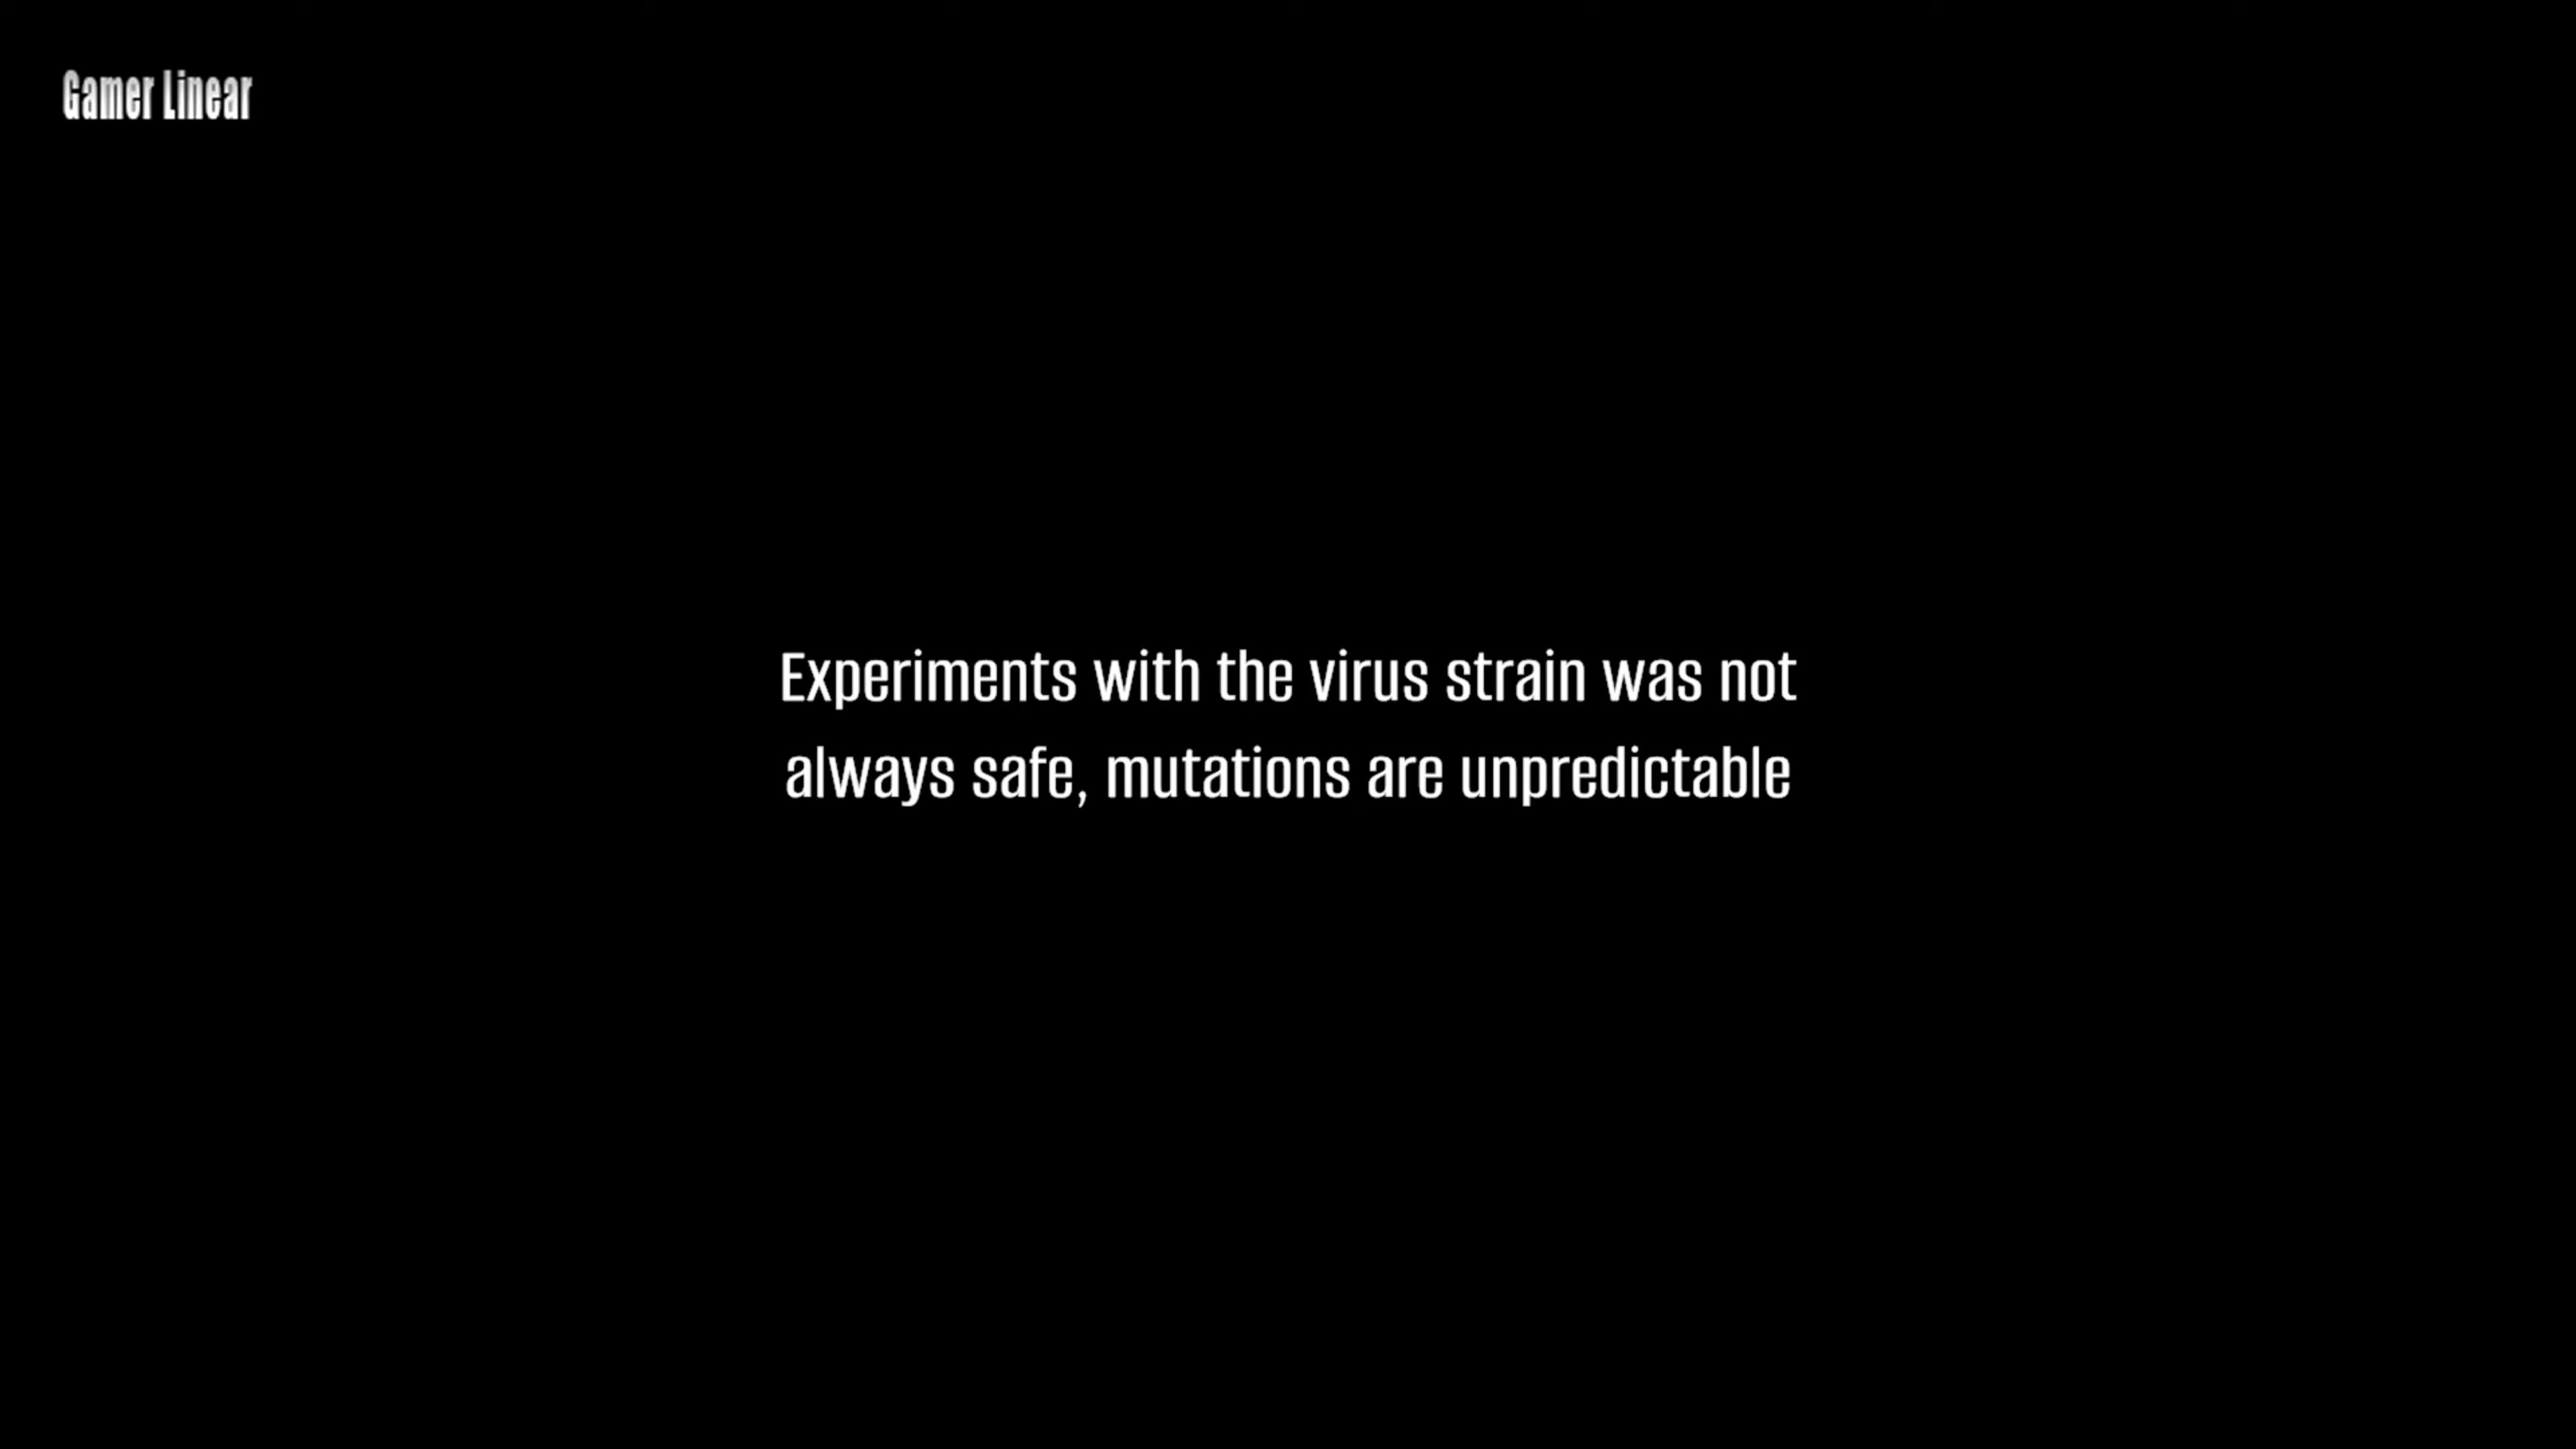 Gamer Linear
Experiments with the virus strain was not
always safe, mutations are unpredictable